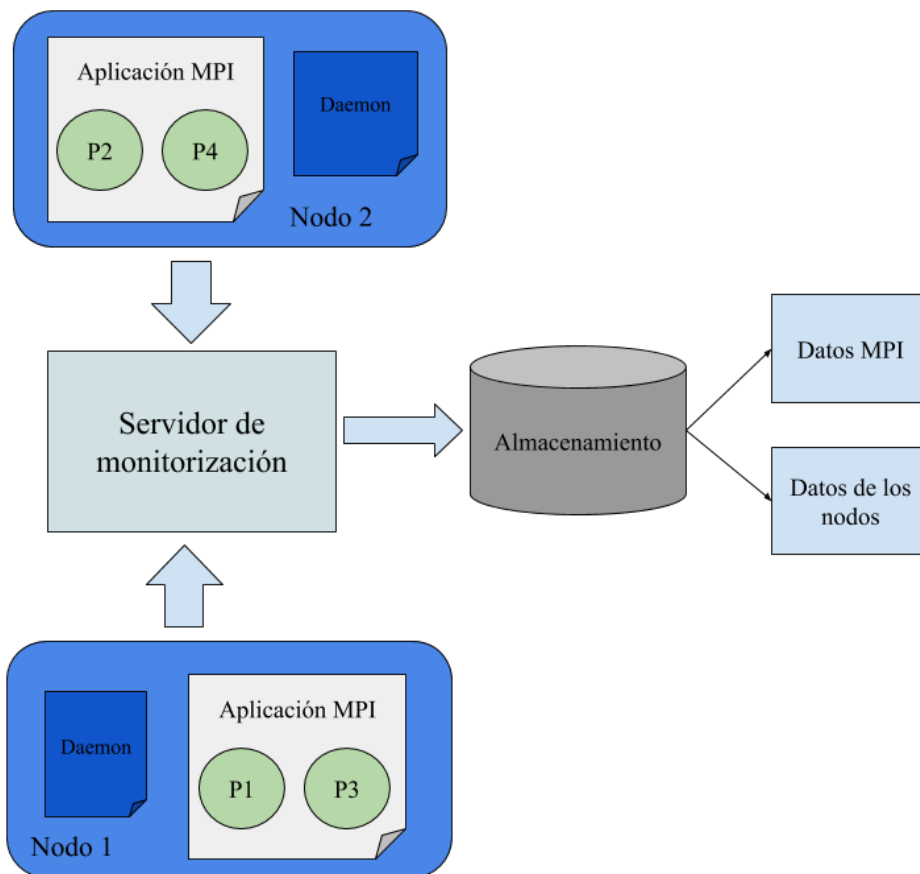 Aplicación MPI
Daemon
P2
P4
Nodo 2
Servidor de
monitorización
Almacenamiento
Datos MPI
Datos de los
nodos
Aplicación MPI
Daemon
P1
P3
Nodo 1